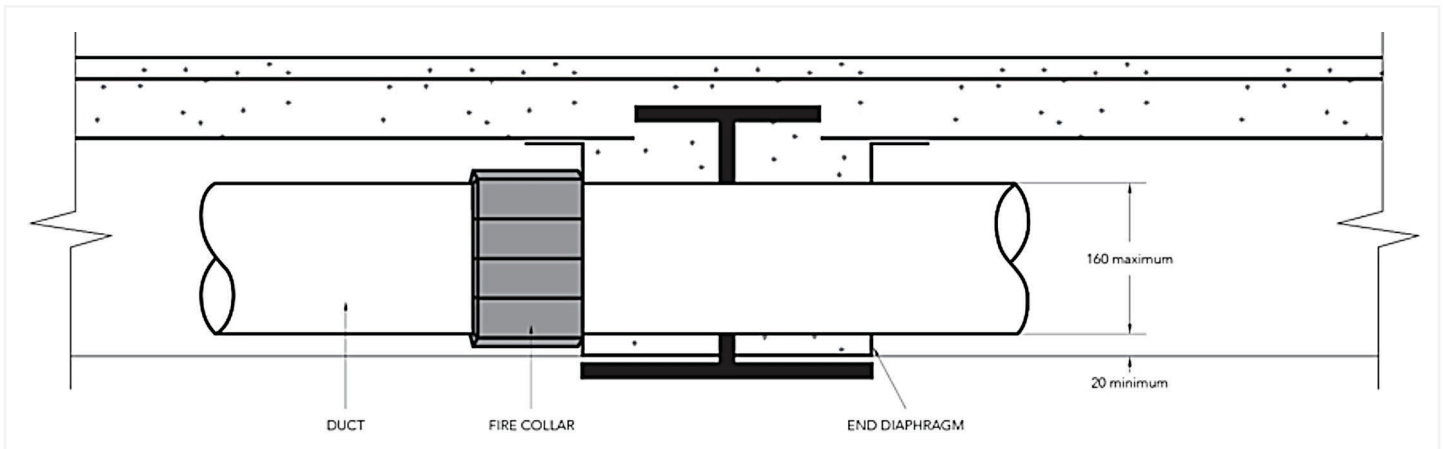 160 maximum
20 minimum
DUCT
FIRE COLLAR
END DIAPHRAGM